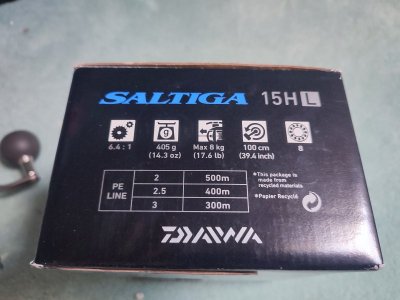 SALTIGA 15H L
6.4 : 1
405 g
(14.3 oz)
Max 8 kg
(17.6 lb)
100 cm
(39.4 inch)
8
g
PE
LINE
2 500m
2.5 400m
3 300m
*This package is
made from
recycled materials
*Papier Recyclé
DAIWA